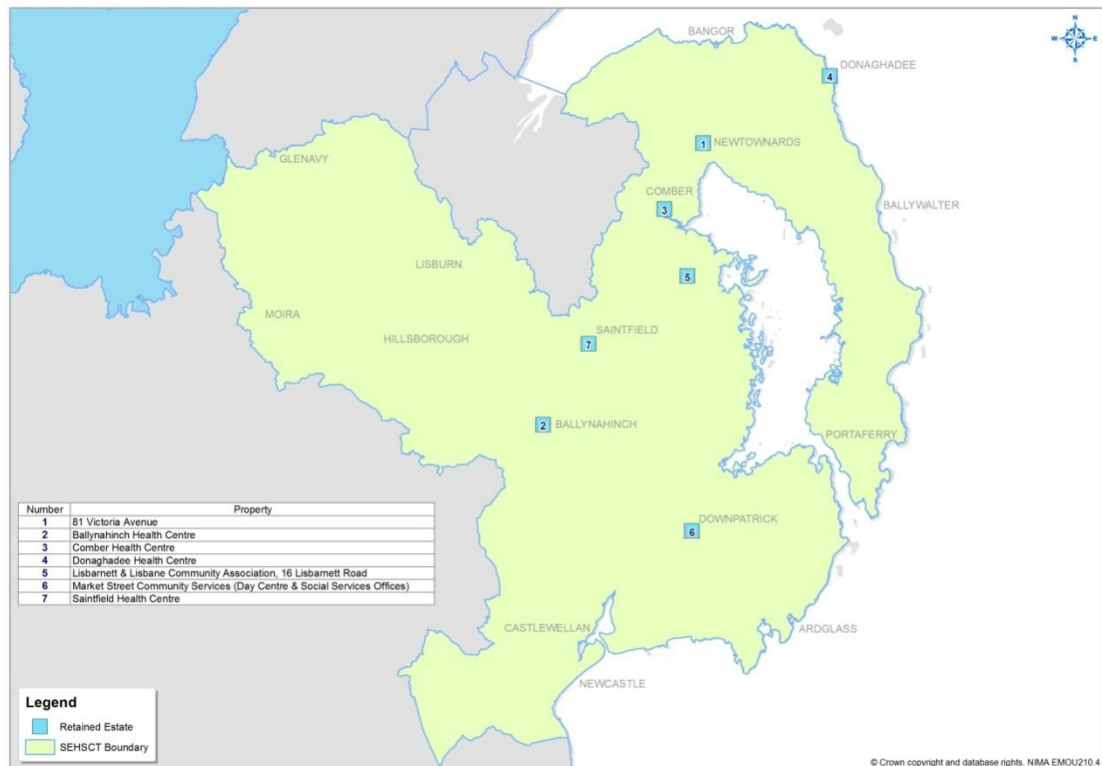 BANGOR
N
W E
S
DONAGHADEE
4
1 NEWTOWNARDS
GLENAVY
COMBER
3
BALLYWALTER
LISBURN
5
MOIRA
SAINTFIELD
HILLSBOROUGH
7
2 BALLYNAHINCH
PORTAFERRY
Number Property
1 81 Victoria Avenue
2 Ballynahinch Health Centre
3 Comber Health Centre
4 Donaghadee Health Centre
5 Lisbarnett & Lisbane Community Association, 16 Lisbarnett Road
6 Market Street Community Services (Day Centre & Social Services Offices)
7 Saintfield Health Centre
DOWNPATRICK
6
CASTLEWELLAN
ARDGLASS
NEWCASTLE
Legend
Retained Estate
SEHSCT Boundary
© Crown copyright and database rights. NIMA EMOU210.4